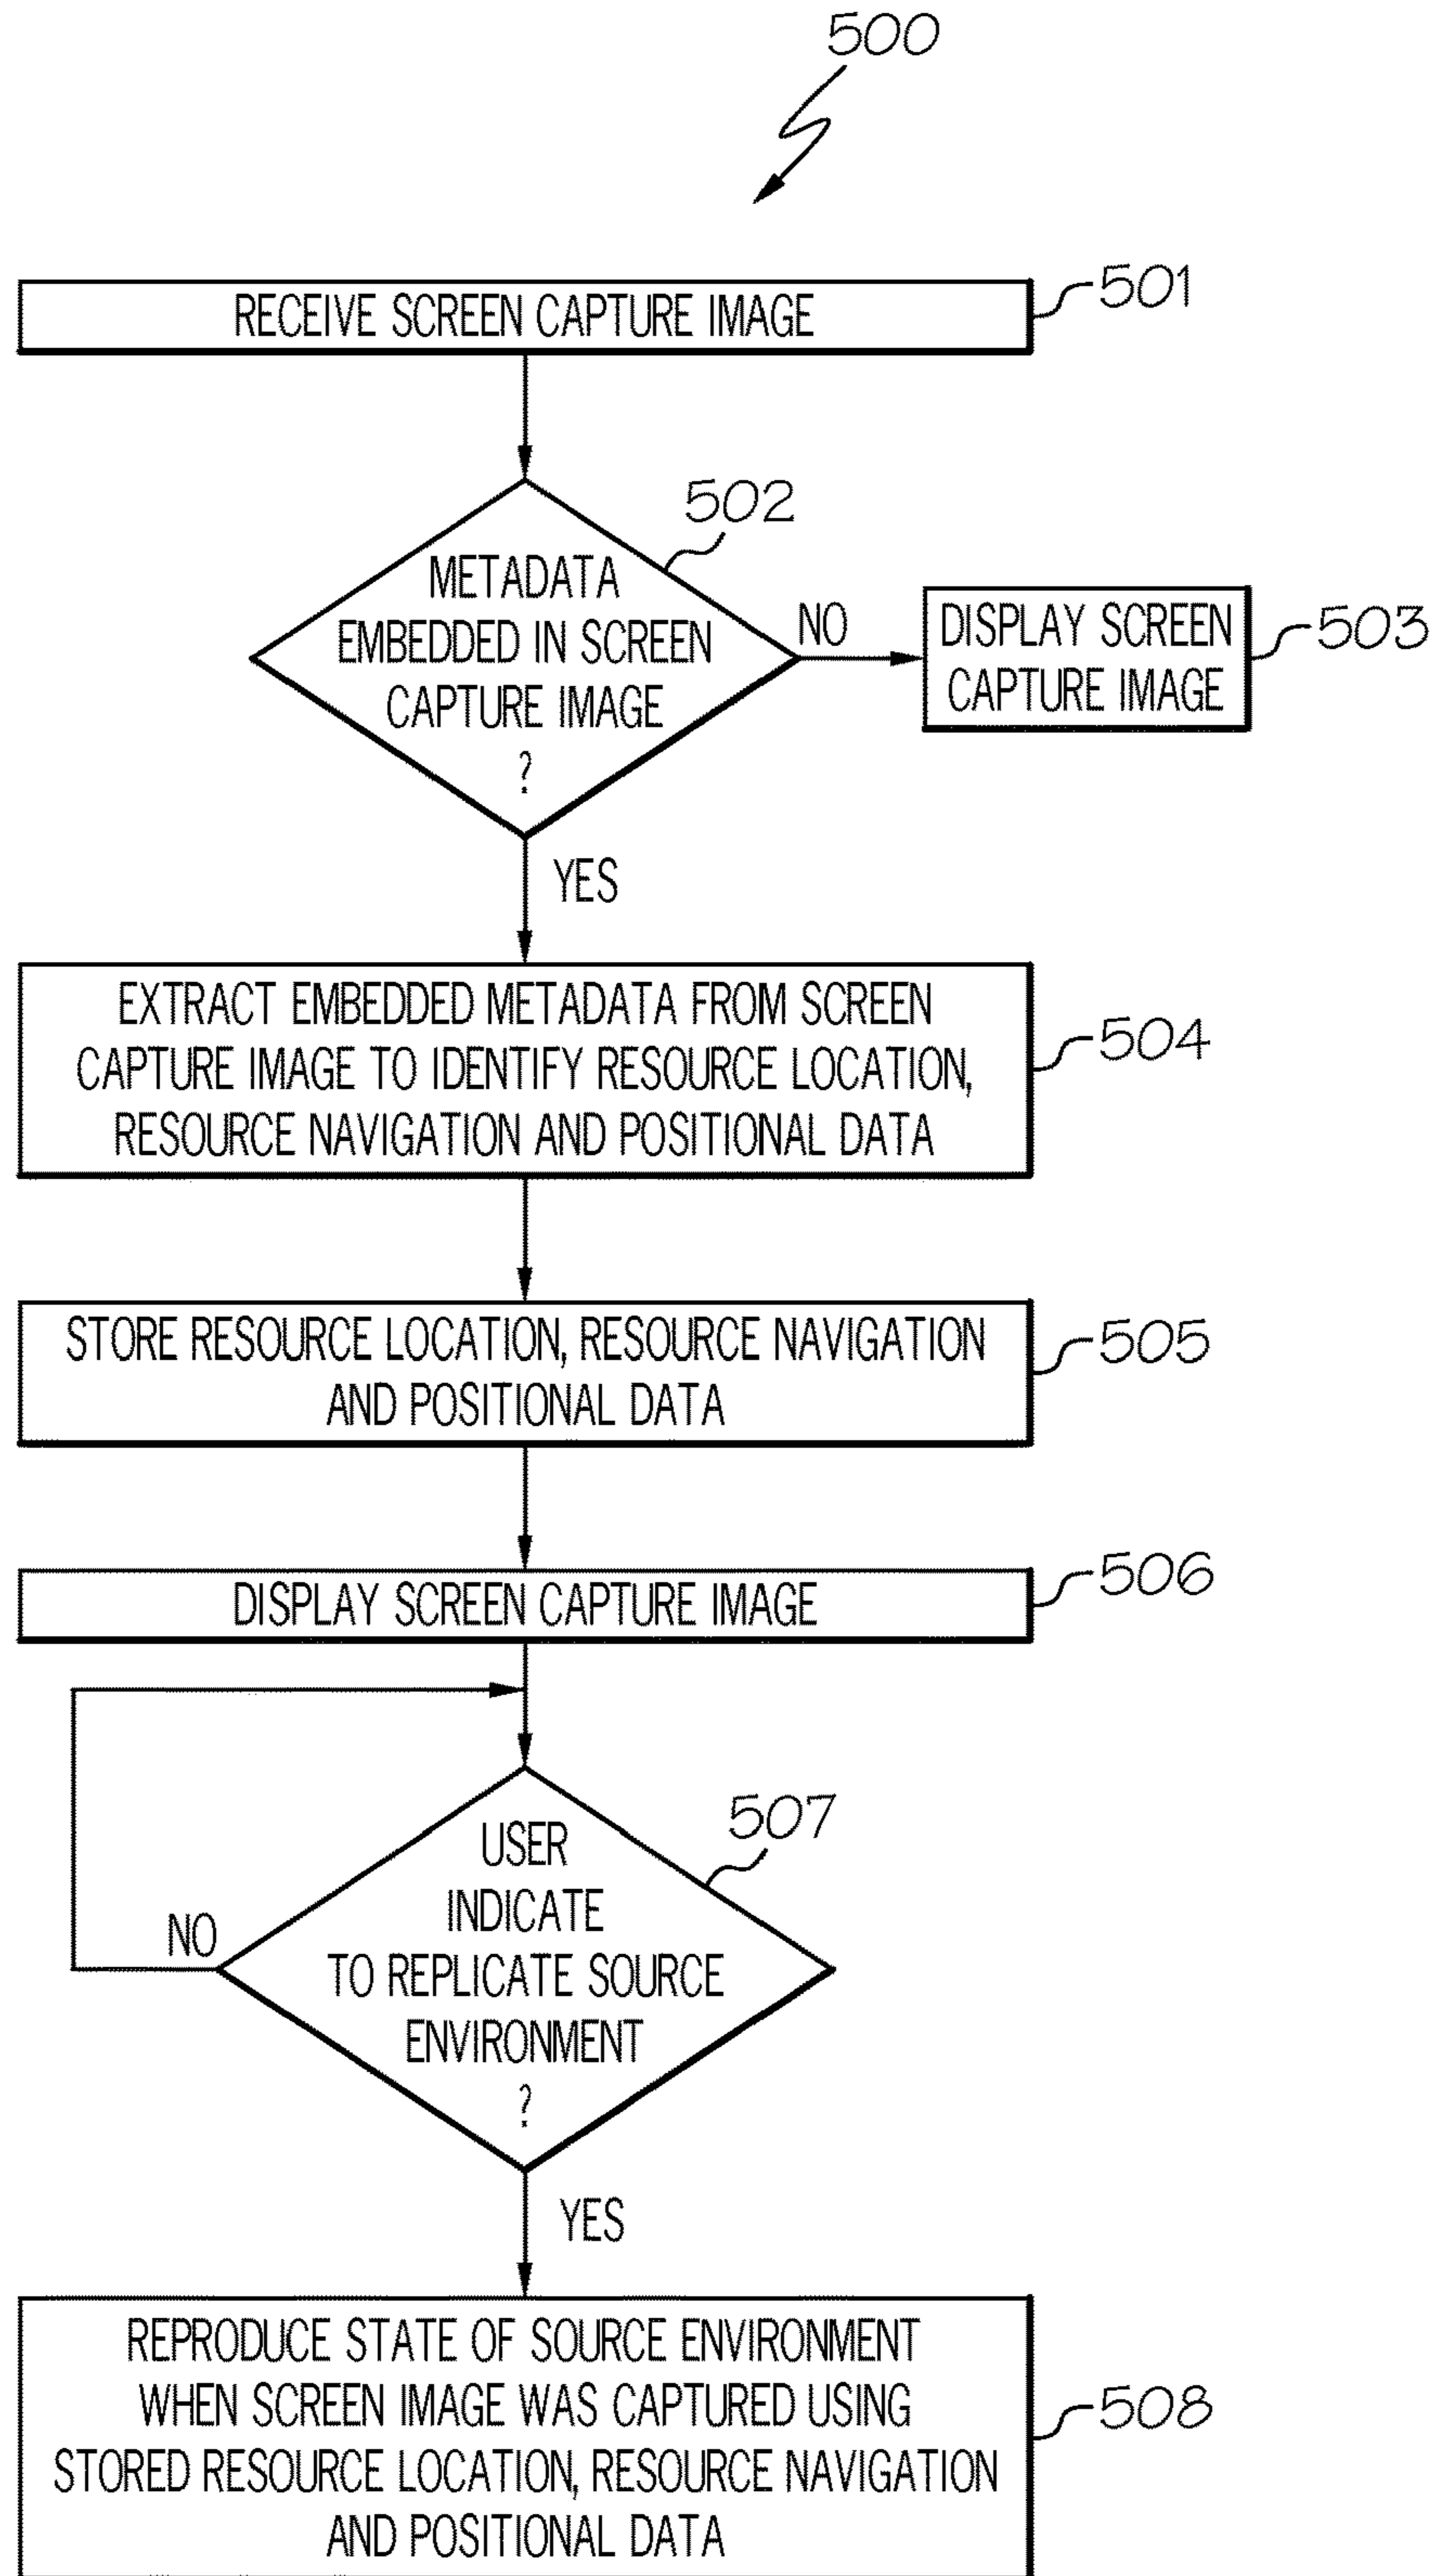 500
RECEIVE SCREEN CAPTURE IMAGE
501
502
METADATA
EMBEDDED IN SCREEN
CAPTURE IMAGE
?
NO
DISPLAY SCREEN
CAPTURE IMAGE
503
YES
EXTRACT EMBEDDED METADATA FROM SCREEN
CAPTURE IMAGE TO IDENTIFY RESOURCE LOCATION,
RESOURCE NAVIGATION AND POSITIONAL DATA
504
STORE RESOURCE LOCATION, RESOURCE NAVIGATION
AND POSITIONAL DATA
505
DISPLAY SCREEN CAPTURE IMAGE
506
507
USER
INDICATE
TO REPLICATE SOURCE
ENVIRONMENT
?
NO
YES
REPRODUCE STATE OF SOURCE ENVIRONMENT
WHEN SCREEN IMAGE WAS CAPTURED USING
STORED RESOURCE LOCATION, RESOURCE NAVIGATION
AND POSITIONAL DATA
508